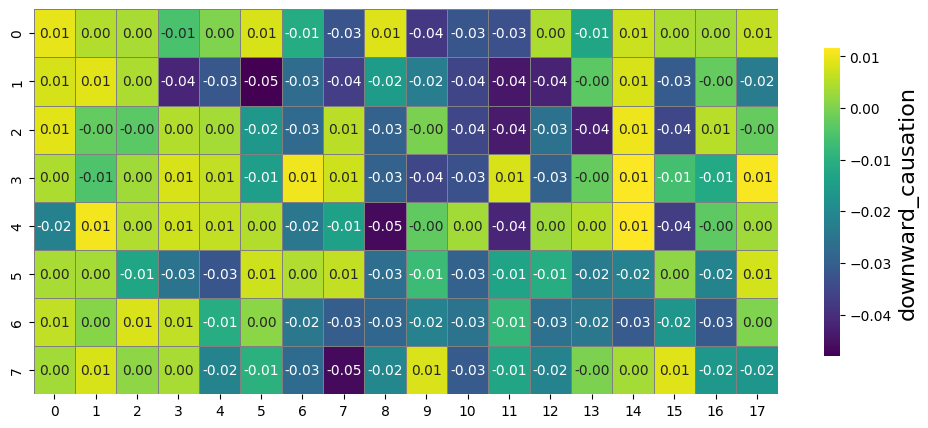 0 0.01 0.00 0.00 -0.01 0.00 0.01 -0.01 -0.03 0.01 -0.04 -0.03 -0.03 0.00 -0.01 0.01 0.00 0.00 0.01
1 0.01 0.01 0.00 -0.04 -0.03 -0.05 -0.03 -0.04 -0.02 -0.02 -0.04 -0.04 -0.04 -0.00 0.01 -0.03 -0.00 -0.02
2 0.01 -0.00 -0.00 0.00 0.00 -0.02 -0.03 0.01 -0.03 -0.00 -0.04 -0.04 -0.03 -0.04 0.01 -0.04 0.01 -0.00
3 0.00 -0.01 0.00 0.01 0.01 -0.01 0.01 0.01 -0.03 -0.04 -0.03 0.01 -0.03 -0.00 0.01 -0.01 -0.01 0.01
4 -0.02 0.01 0.00 0.01 0.01 0.00 -0.02 -0.01 -0.05 -0.00 0.00 -0.04 0.00 0.00 0.01 -0.04 -0.00 0.00
5 0.00 0.00 -0.01 -0.03 -0.03 0.01 0.00 0.01 -0.03 -0.01 -0.03 -0.01 -0.01 -0.02 -0.02 0.00 -0.02 0.01
6 0.01 0.00 0.01 0.01 -0.01 0.00 -0.02 -0.03 -0.03 -0.02 -0.03 -0.01 -0.03 -0.02 -0.03 -0.02 -0.03 0.00
7 0.00 0.01 0.00 0.00 -0.02 -0.01 -0.03 -0.05 -0.02 0.01 -0.03 -0.01 -0.02 -0.00 0.00 0.01 -0.02 -0.02
0 1 2 3 4 5 6 7 8 9 10 11 12 13 14 15 16 17
0.01
0.00
−0.01
−0.02
−0.03
−0.04
downward_causation